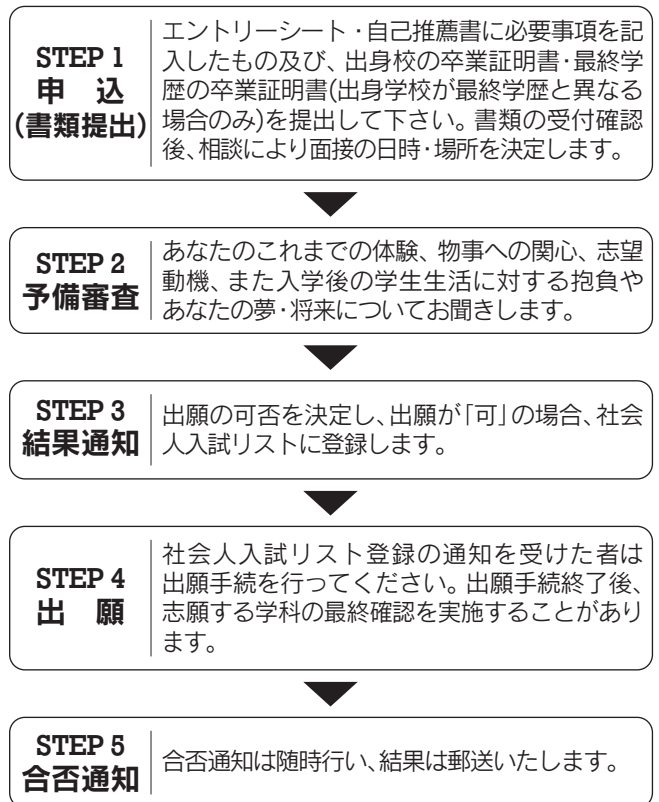 STEP 1
申　込
(書類提出)
エントリーシート・自己推薦書に必要事項を記
入したもの及び、出身校の卒業証明書・最終学
歴の卒業証明書(出身学校が最終学歴と異なる
場合のみ)を提出して下さい。書類の受付確認
後、相談により面接の日時・場所を決定します。
STEP 2
予備審査
あなたのこれまでの体験、物事への関心、志望
動機、また入学後の学生生活に対する抱負や
あなたの夢・将来についてお聞きします。
STEP 3
結果通知
出願の可否を決定し、出願が「可」の場合、社会
人入試リストに登録します。
STEP 4
出　願
社会人入試リスト登録の通知を受けた者は
出願手続を行ってください。出願手続終了後、
志願する学科の最終確認を実施することがあり
ます。
STEP 5
合否通知
合否通知は随時行い、結果は郵送いたします。